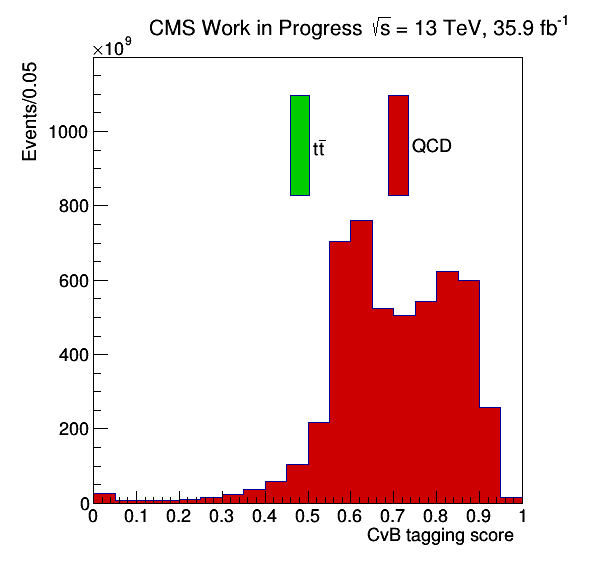 CMS Work in Progress √s = 13 TeV, 35.9 fb⁻¹
×10⁹
Events/0.05
1000
800
600
400
200
0
tt̅
QCD
0 0.1 0.2 0.3 0.4 0.5 0.6 0.7 0.8 0.9 1
CvB tagging score